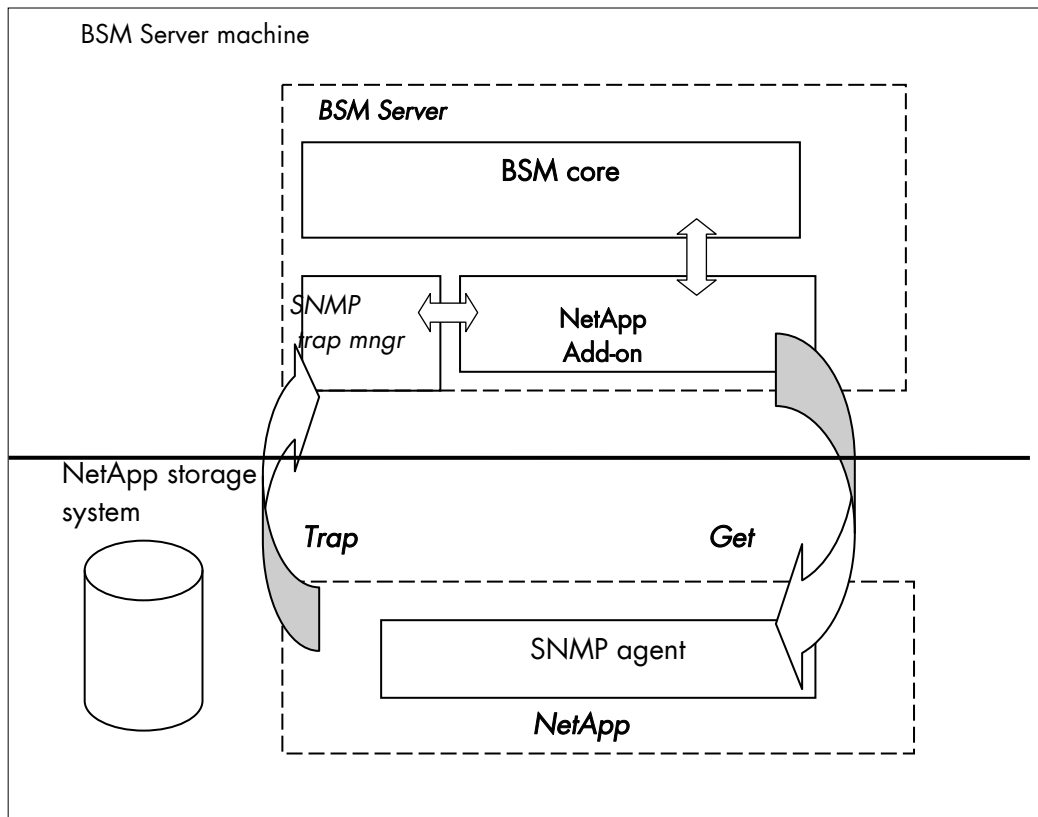 BSM Server machine
BSM Server
BSM core
SNMP
trap mngr
NetApp
Add-on
NetApp storage
system
Trap
Get
SNMP agent
NetApp